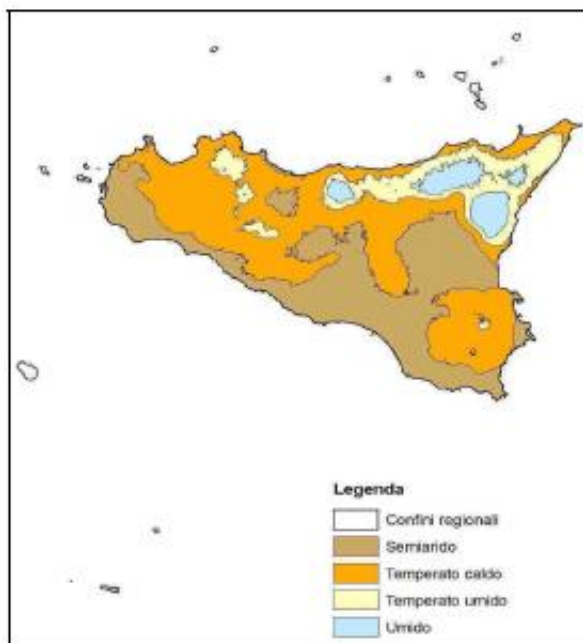 Legenda
Confini regionali
Semiarido
Temperato caldo
Temperato umido
Umido